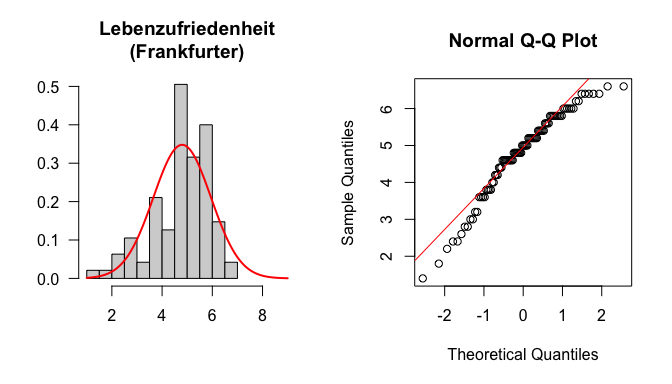 Lebenzufriedenheit
(Frankfurter)
0.5
0.4
0.3
0.2
0.1
0.0
2 4 6 8
Normal Q-Q Plot
Sample Quantiles
6
5
4
3
2
-2 -1 0 1 2
Theoretical Quantiles